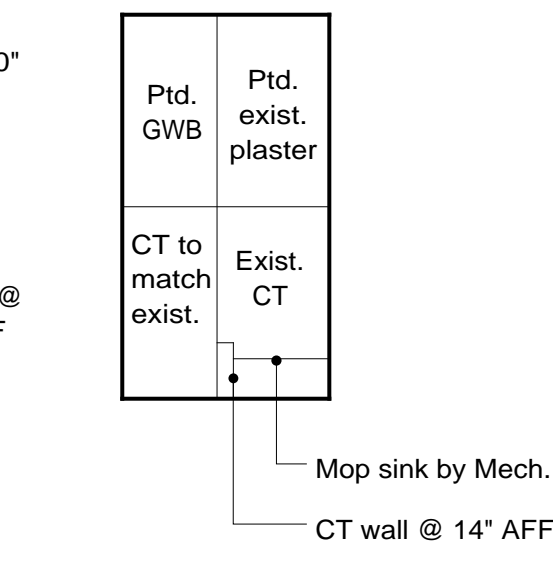 0"
Ptd.
GWB
Ptd.
exist.
plaster
CT to
match
exist.
Exist.
CT
@
Mop sink by Mech.
CT wall @ 14" AFF